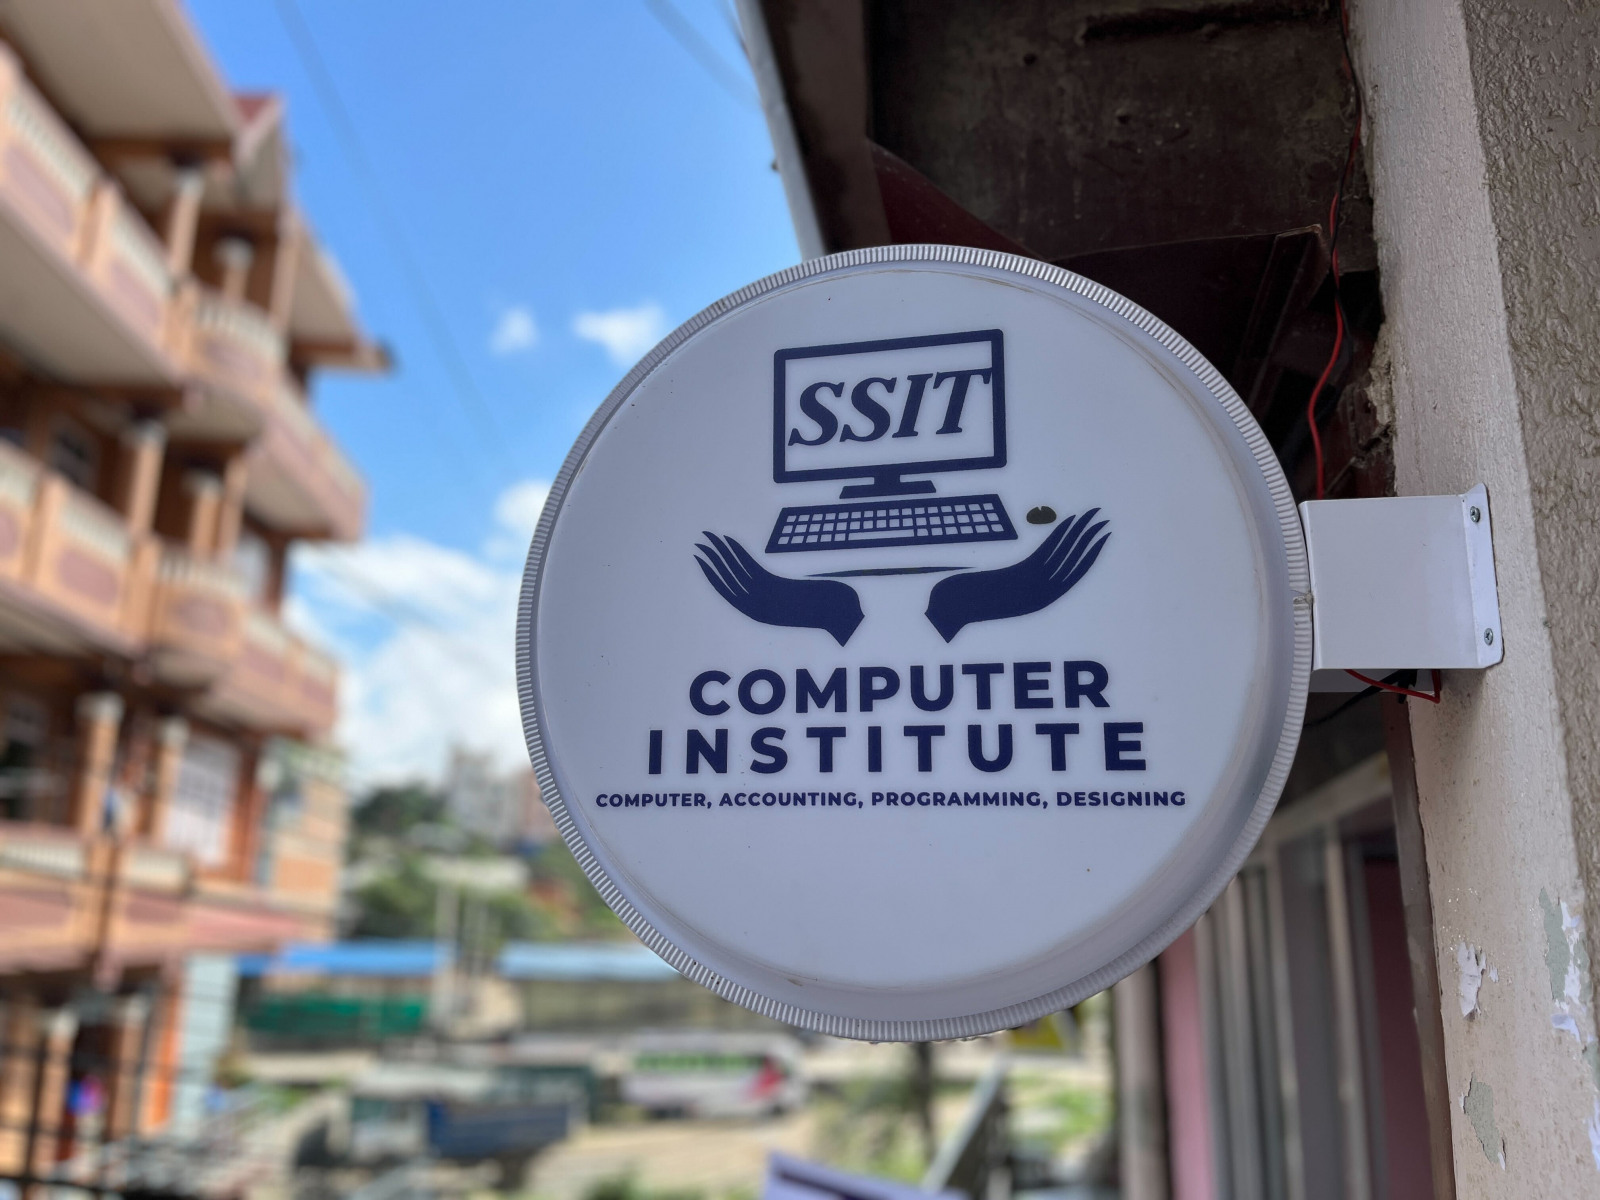 SSIT
COMPUTER
INSTITUTE
COMPUTER, ACCOUNTING, PROGRAMMING, DESIGNING